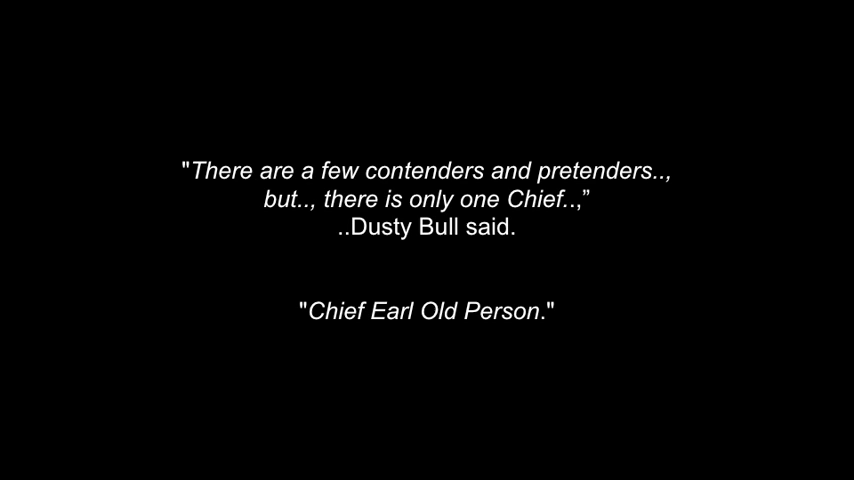 "There are a few contenders and pretenders..,
but.., there is only one Chief..,”
..Dusty Bull said.
"Chief Earl Old Person."